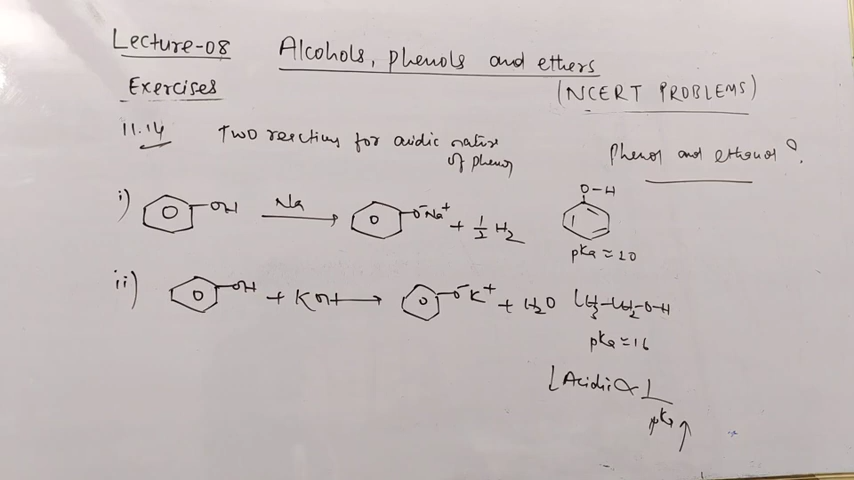 Lecture-08 Alcohols, phenols and ethers
Exercises (NCERT PROBLEMS)
11.14 Two reactions for acidic nature of phenol
Phenol and ethanol?
i) OH Na O⁻Na⁺ + 1/2 H₂
O-H
pKa ≈ 10
ii) OH + KOH → O⁻K⁺ + H₂O
CH₃-CH₂-O-H
pKa ≈ 16
↓ Acidic ∝ 1/pKa ↑